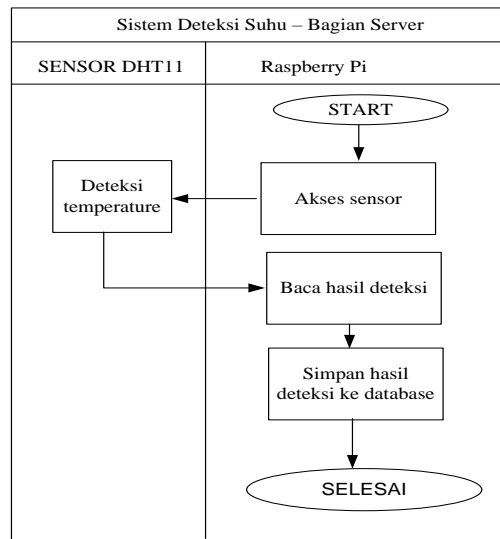 Sistem Deteksi Suhu – Bagian Server
SENSOR DHT11
Raspberry Pi
START
Akses sensor
Deteksi
temperature
Baca hasil deteksi
Simpan hasil
deteksi ke database
SELESAI